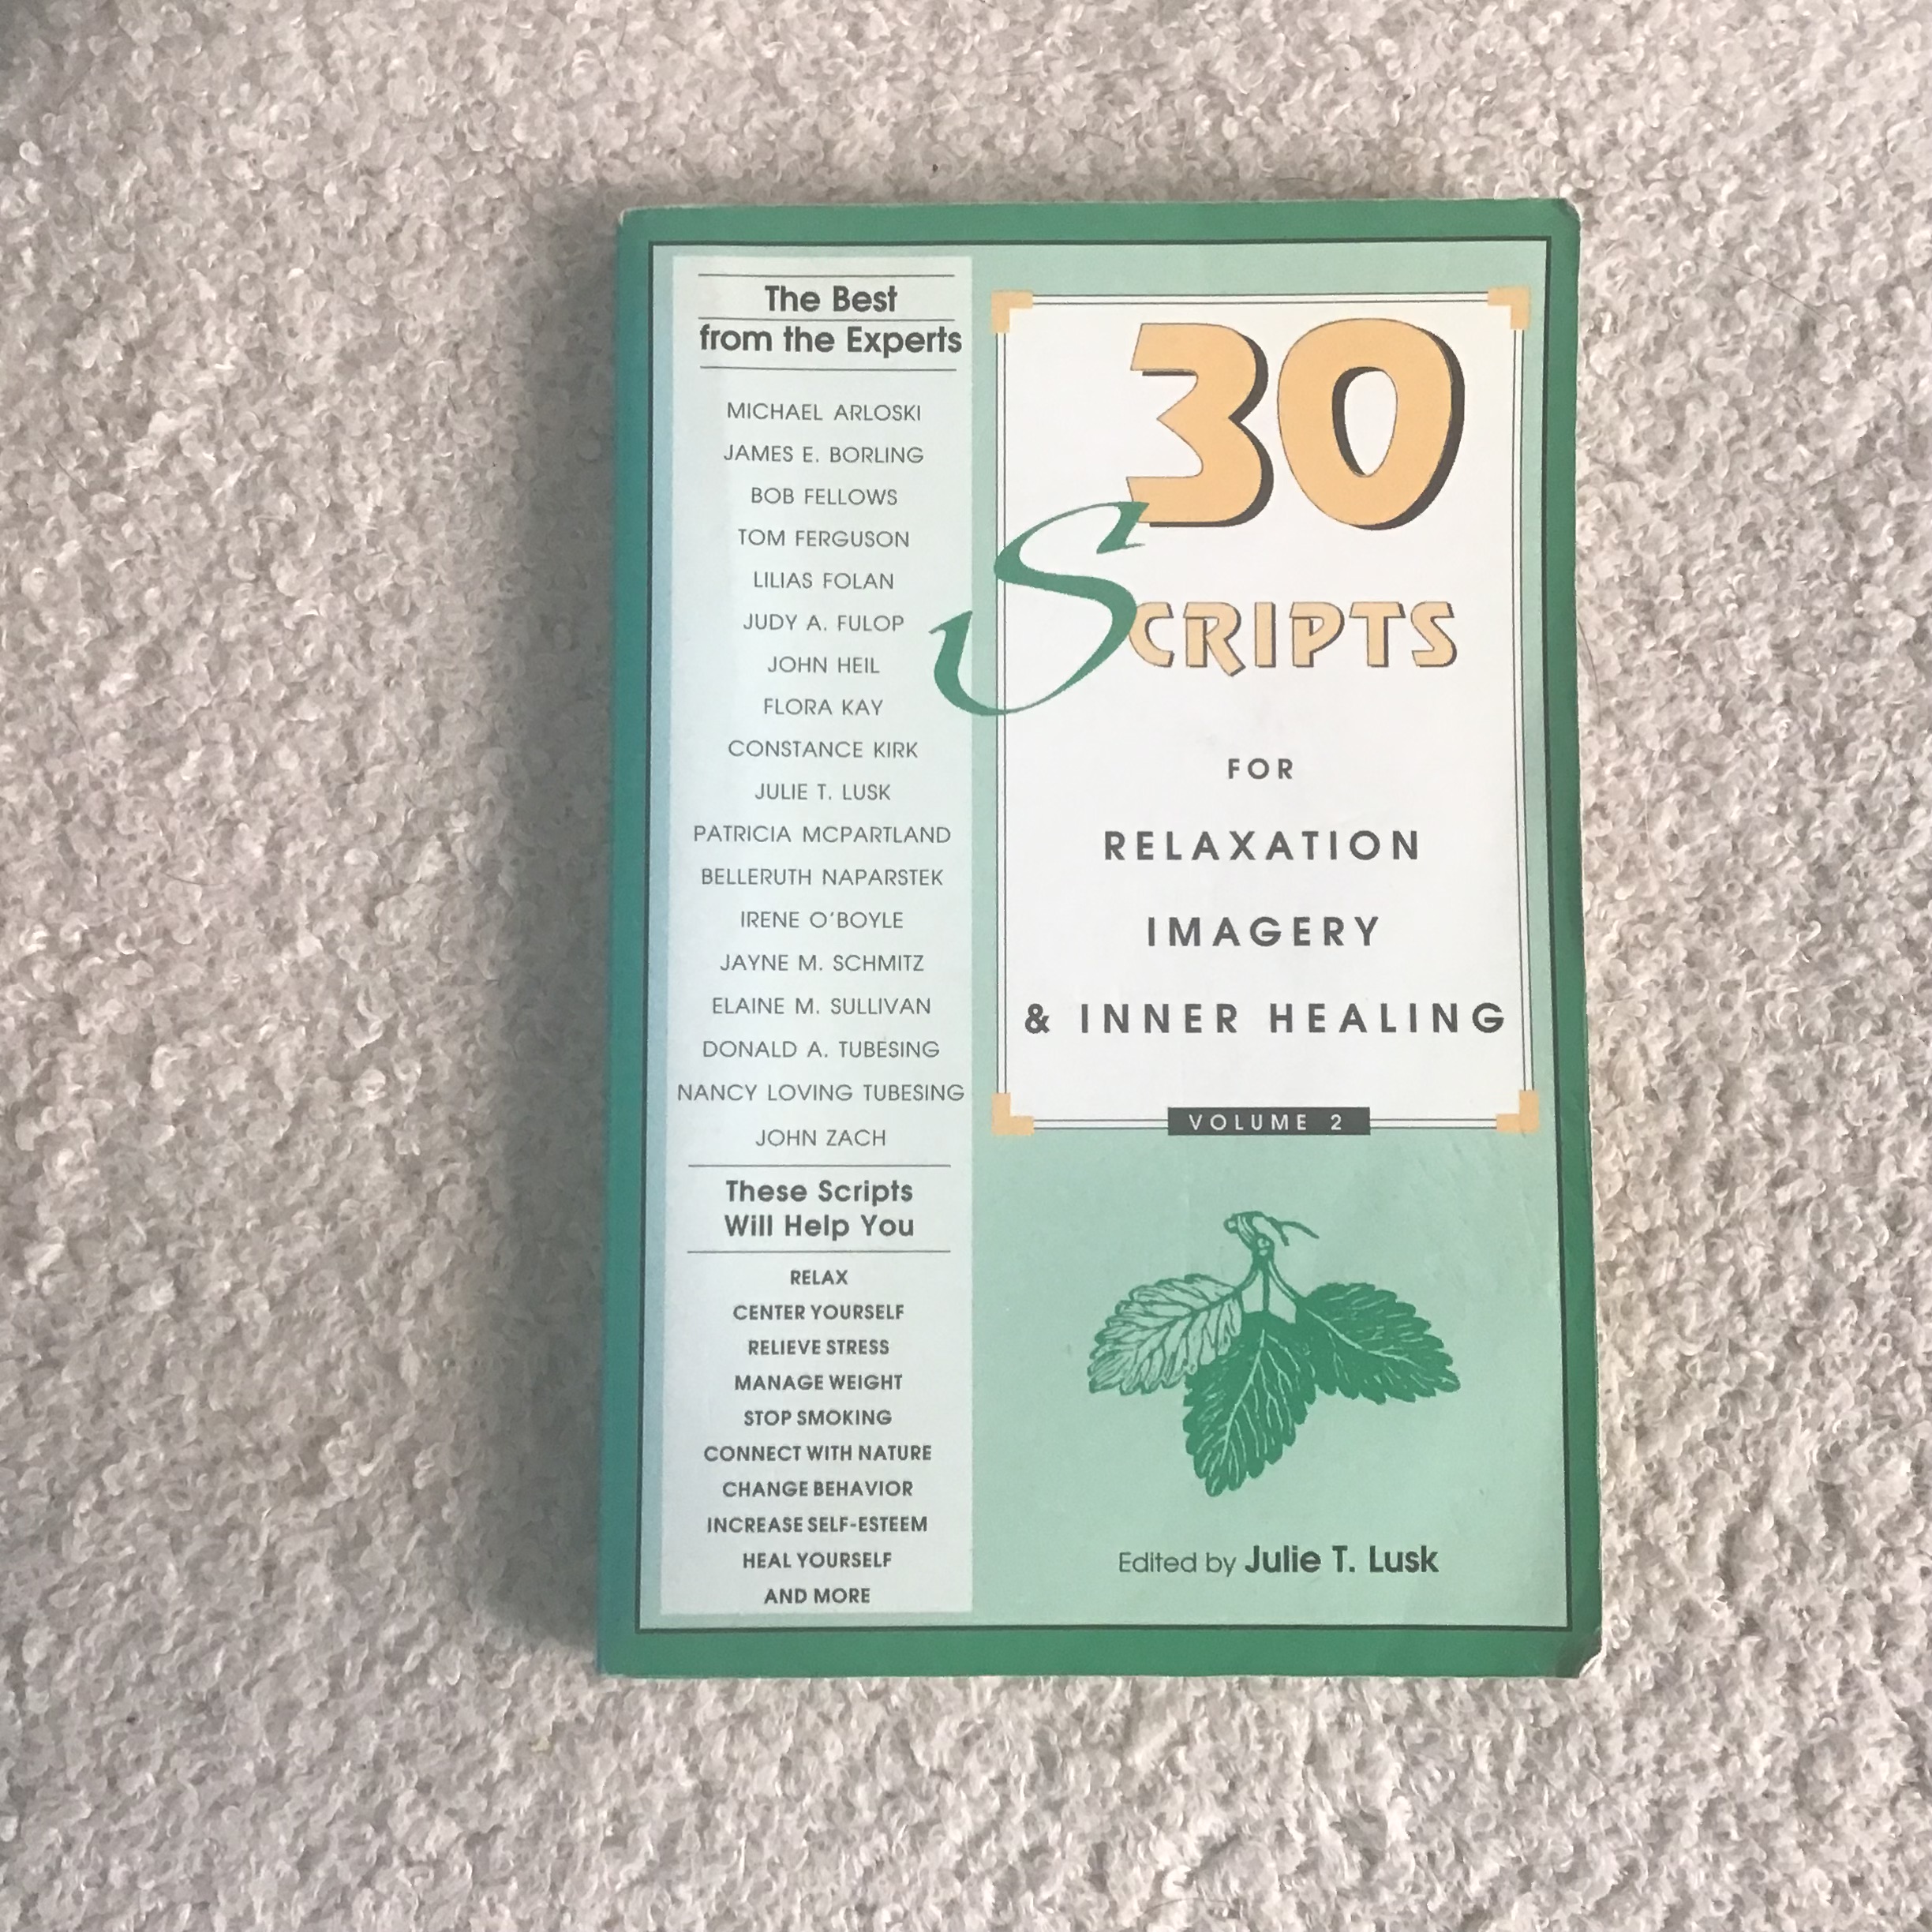 The Best
from the Experts
MICHAEL ARLOSKI
JAMES E. BORLING
BOB FELLOWS
TOM FERGUSON
LILIAS FOLAN
JUDY A. FULOP
JOHN HEIL
FLORA KAY
CONSTANCE KIRK
JULIE T. LUSK
PATRICIA MCPARTLAND
BELLERUTH NAPARSTEK
IRENE O'BOYLE
JAYNE M. SCHMITZ
ELAINE M. SULLIVAN
DONALD A. TUBESING
NANCY LOVING TUBESING
JOHN ZACH
These Scripts
Will Help You
RELAX
CENTER YOURSELF
RELIEVE STRESS
MANAGE WEIGHT
STOP SMOKING
CONNECT WITH NATURE
CHANGE BEHAVIOR
INCREASE SELF-ESTEEM
HEAL YOURSELF
AND MORE
30
SCRIPTS
FOR
RELAXATION
IMAGERY
& INNER HEALING
VOLUME 2
Edited by Julie T. Lusk